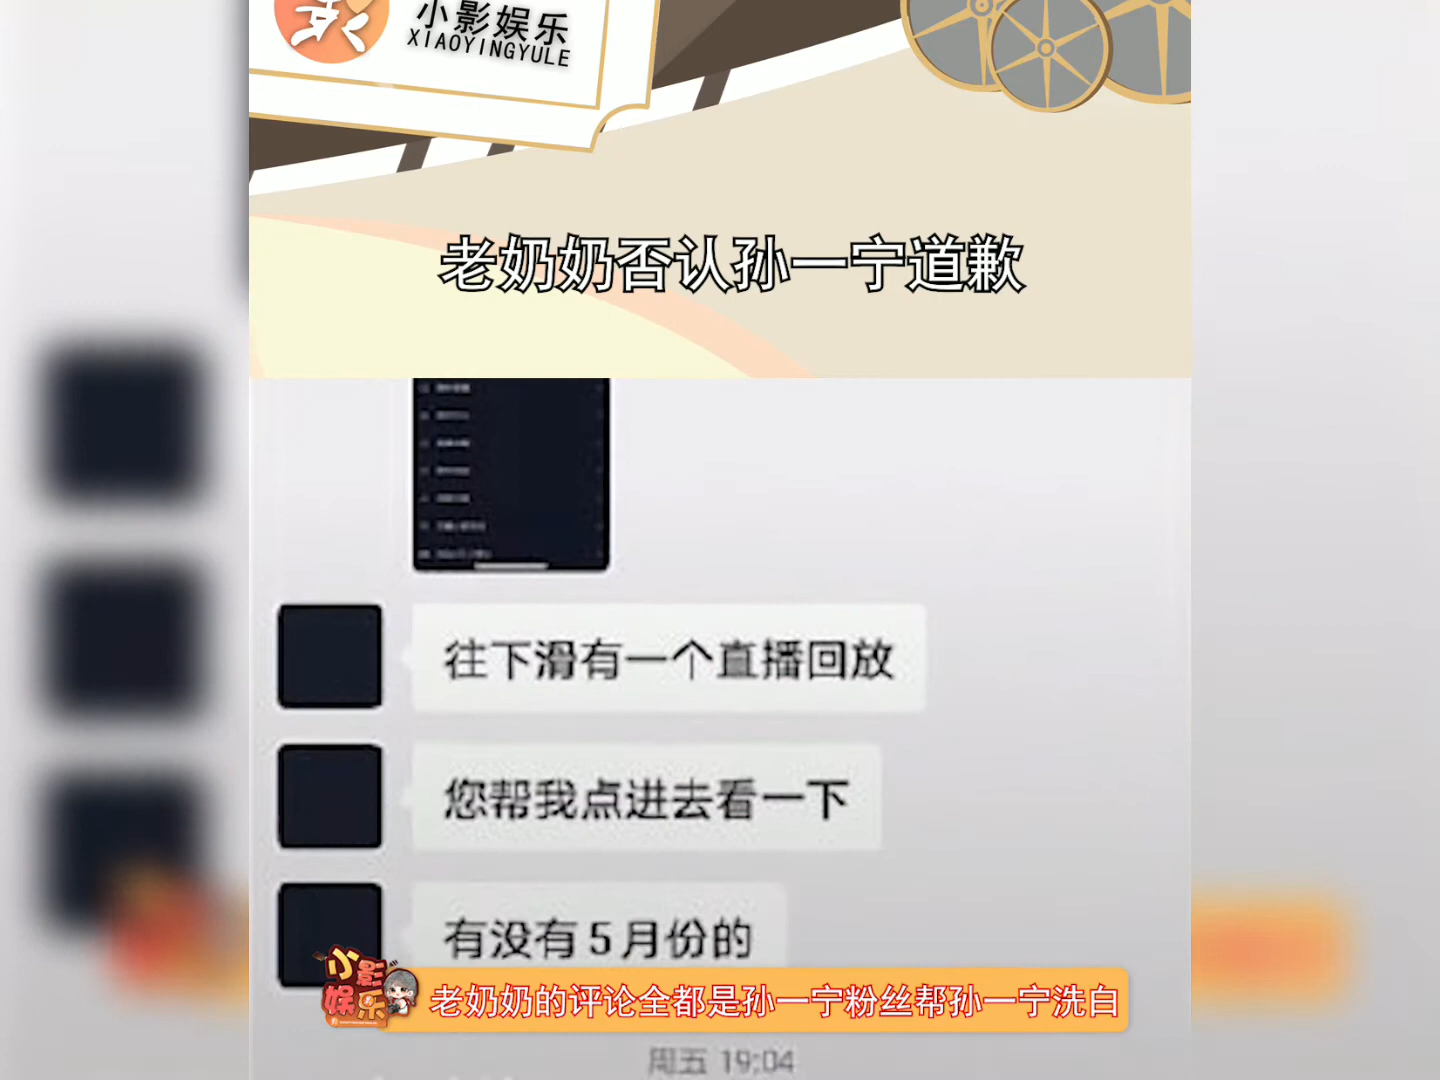 小影娱乐
XIAOYINGYULE
老奶奶否认孙一宁道歉
往下滑有一个直播回放
您帮我点进去看一下
有没有5月份的
小影娱乐
老奶奶的评论全都是孙一宁粉丝帮孙一宁洗白
周五 19:04